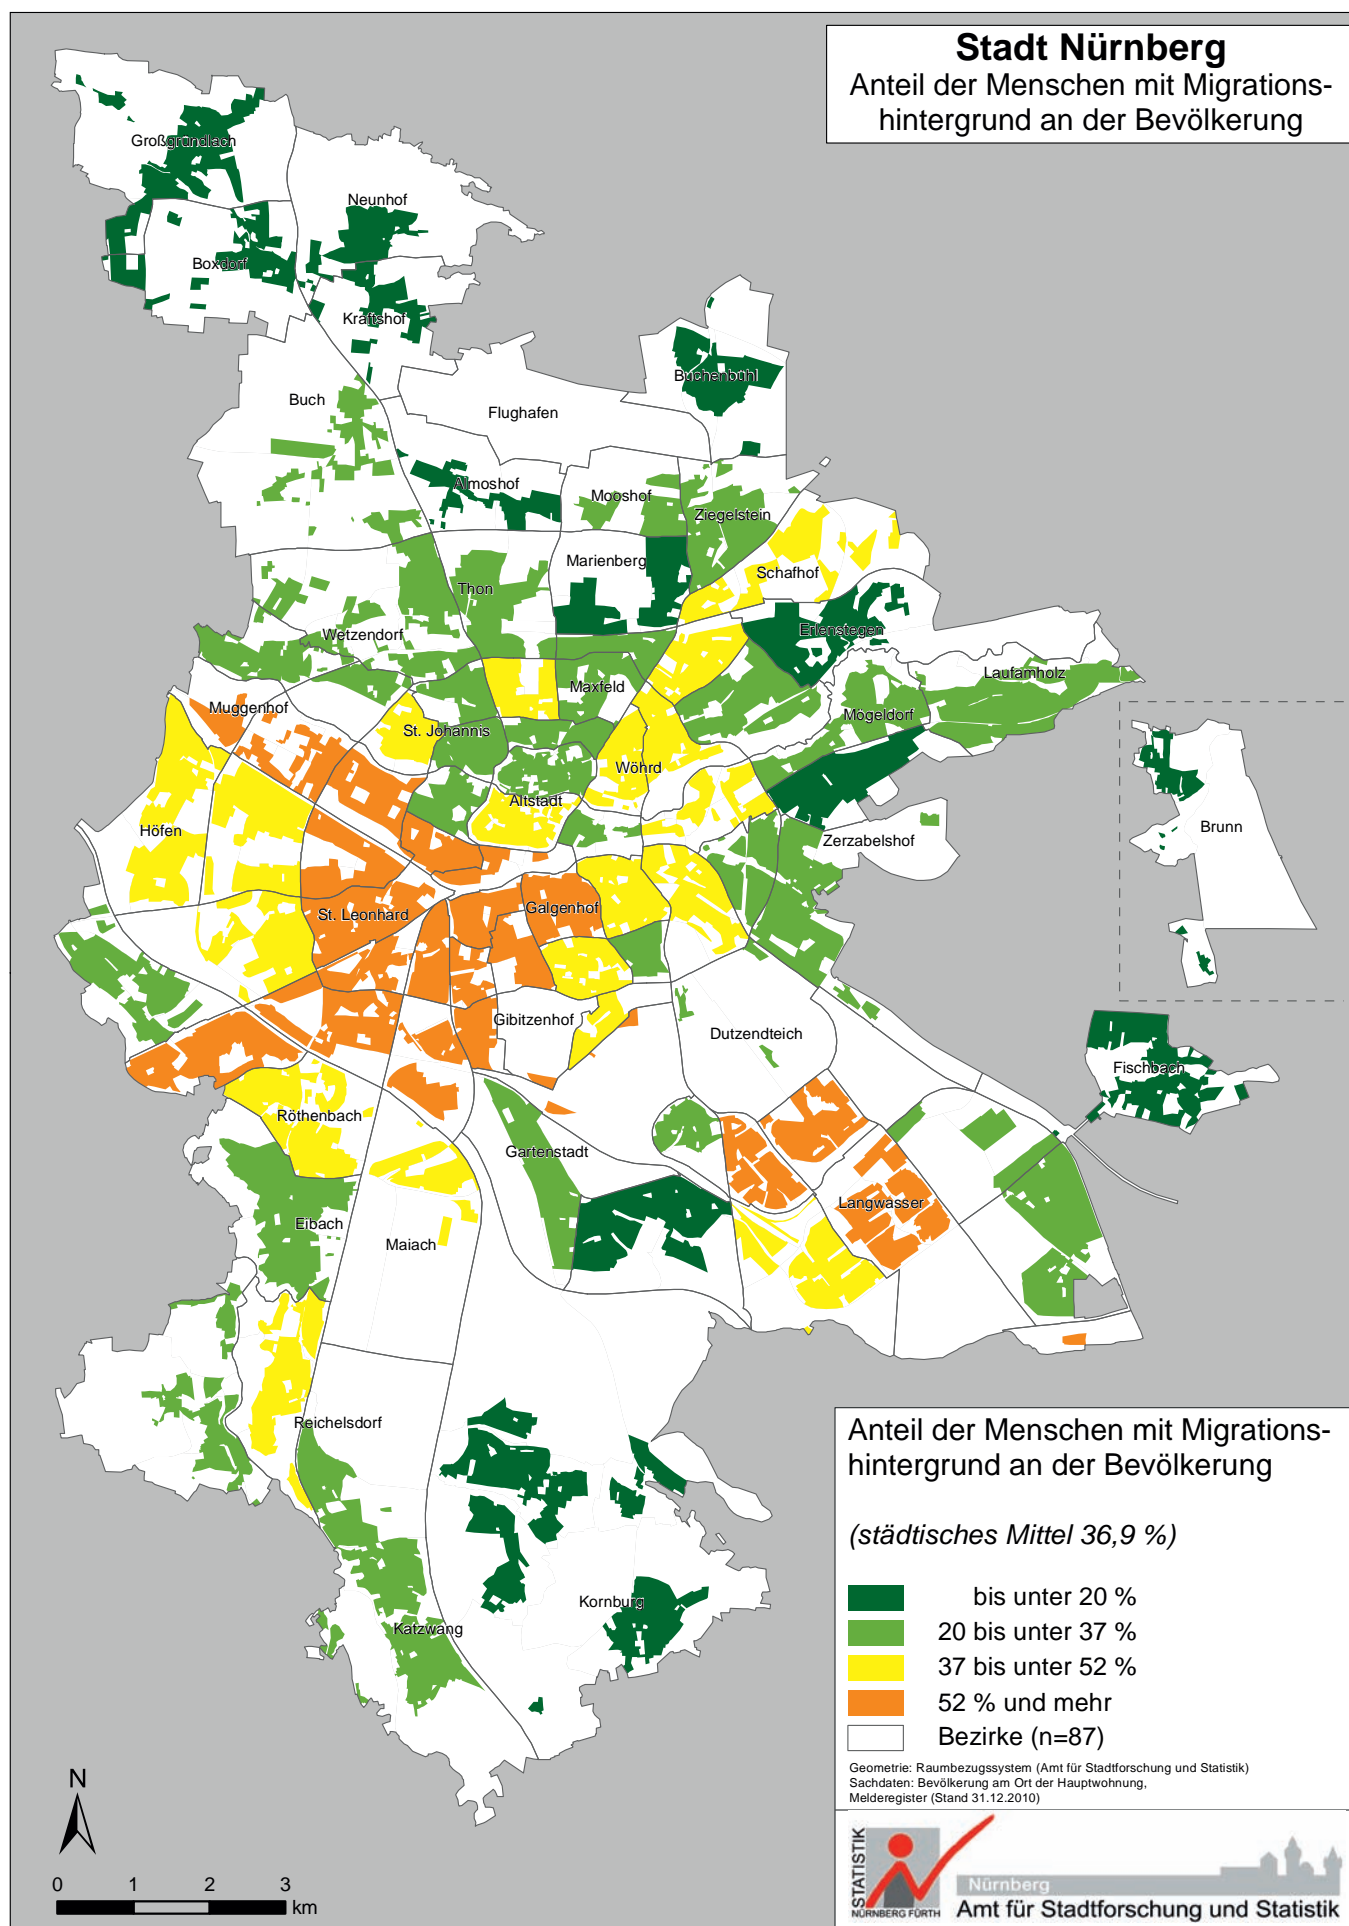 Stadt Nürnberg
Anteil der Menschen mit Migrations-
hintergrund an der Bevölkerung
Großgründlach
Neunhof
Boxdorf
Kraftshof
Buchenbühl
Buch
Flughafen
Almoshof
Mooshof
Ziegelstein
Marienberg
Schafhof
Thon
Erlenstegen
Wetzendorf
Laufamholz
Maxfeld
Muggenhof
Mögeldorf
St. Johannis
Wöhrd
Altstadt
Höfen
Brunn
Zerzabelshof
Galgenhof
St. Leonhard
Gibitzenhof
Dutzendteich
Fischbach
Röthenbach
Gartenstadt
Langwasser
Eibach
Maiach
Reichelsdorf
Kornburg
Katzwang
Anteil der Menschen mit Migrations-
hintergrund an der Bevölkerung
(städtisches Mittel 36,9 %)
bis unter 20 %
20 bis unter 37 %
37 bis unter 52 %
52 % und mehr
Bezirke (n=87)
Geometrie: Raumbezugssystem (Amt für Stadtforschung und Statistik)
Sachdaten: Bevölkerung am Ort der Hauptwohnung,
Melderegister (Stand 31.12.2010)
N
0 1 2 3
km
STATISTIK
NÜRNBERG FÜRTH
Nürnberg
Amt für Stadtforschung und Statistik